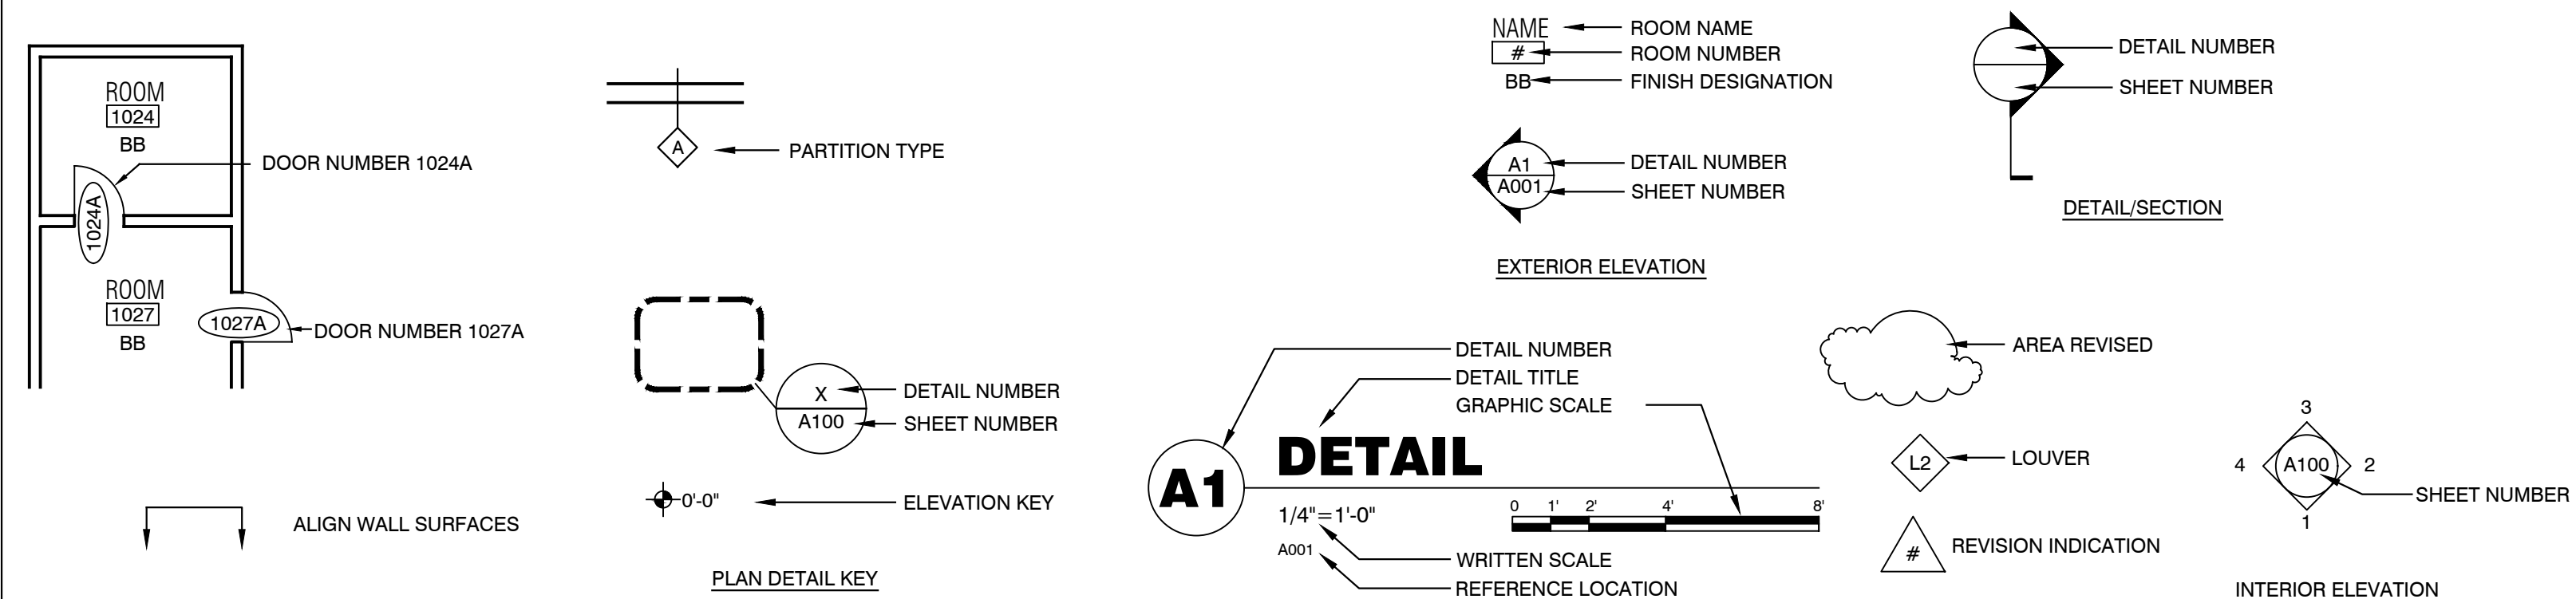 ROOM
1024
BB
DOOR NUMBER 1024A
1024A
ROOM
1027
BB
1027A
DOOR NUMBER 1027A
ALIGN WALL SURFACES
A
PARTITION TYPE
X
A100
DETAIL NUMBER
SHEET NUMBER
0'-0"
ELEVATION KEY
PLAN DETAIL KEY
NAME
ROOM NAME
#
ROOM NUMBER
BB
FINISH DESIGNATION
A1
A001
DETAIL NUMBER
SHEET NUMBER
EXTERIOR ELEVATION
DETAIL NUMBER
SHEET NUMBER
DETAIL/SECTION
DETAIL NUMBER
DETAIL TITLE
GRAPHIC SCALE
A1
DETAIL
1/4"=1'-0"
A001
0 1' 2' 4' 8'
WRITTEN SCALE
REFERENCE LOCATION
AREA REVISED
L2
LOUVER
#
REVISION INDICATION
3
4
A100
2
1
SHEET NUMBER
INTERIOR ELEVATION